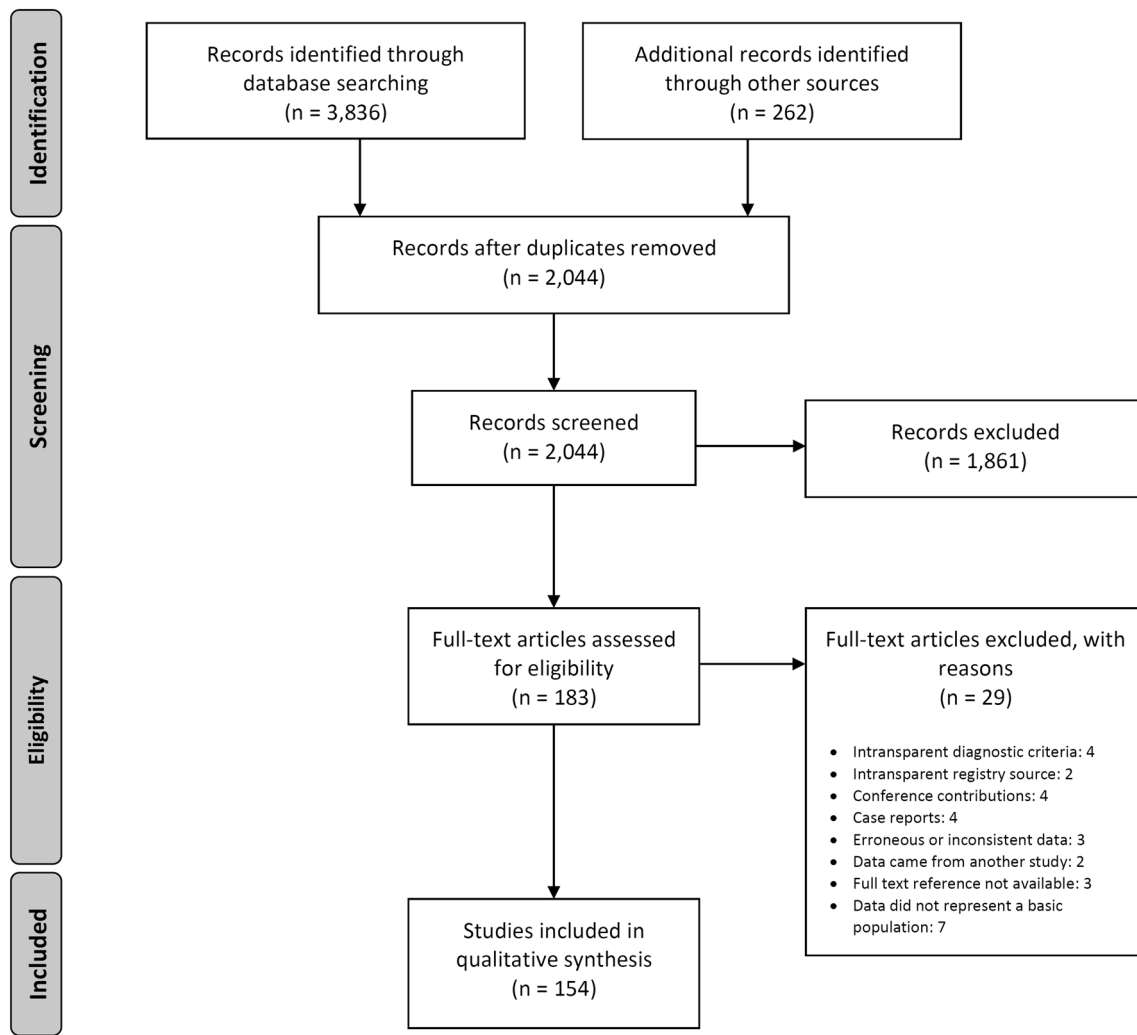 Identification
Records identified through
database searching
(n = 3,836)
Additional records identified
through other sources
(n = 262)
Screening
Records after duplicates removed
(n = 2,044)
Records screened
(n = 2,044)
Records excluded
(n = 1,861)
Eligibility
Full-text articles assessed
for eligibility
(n = 183)
Full-text articles excluded, with
reasons
(n = 29)
• Intransparent diagnostic criteria: 4
• Intransparent registry source: 2
• Conference contributions: 4
• Case reports: 4
• Erroneous or inconsistent data: 3
• Data came from another study: 2
• Full text reference not available: 3
• Data did not represent a basic
population: 7
Included
Studies included in
qualitative synthesis
(n = 154)